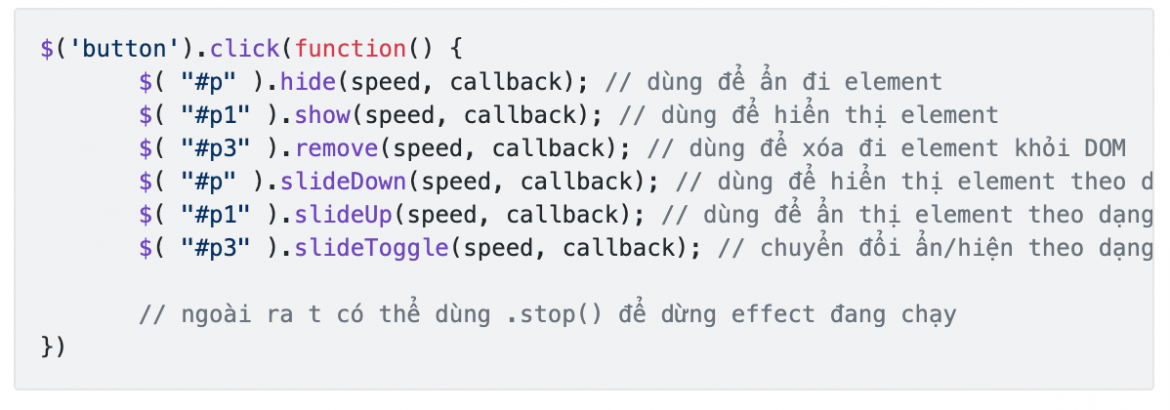 $('button').click(function() {
$( "#p" ).hide(speed, callback); // dùng để ẩn đi element
$( "#p1" ).show(speed, callback); // dùng để hiển thị element
$( "#p3" ).remove(speed, callback); // dùng để xóa đi element khỏi DOM
$( "#p" ).slideDown(speed, callback); // dùng để hiển thị element theo d
$( "#p1" ).slideUp(speed, callback); // dùng để ẩn thị element theo dạng
$( "#p3" ).slideToggle(speed, callback); // chuyển đổi ẩn/hiện theo dạng
// ngoài ra t có thể dùng .stop() để dừng effect đang chạy
})